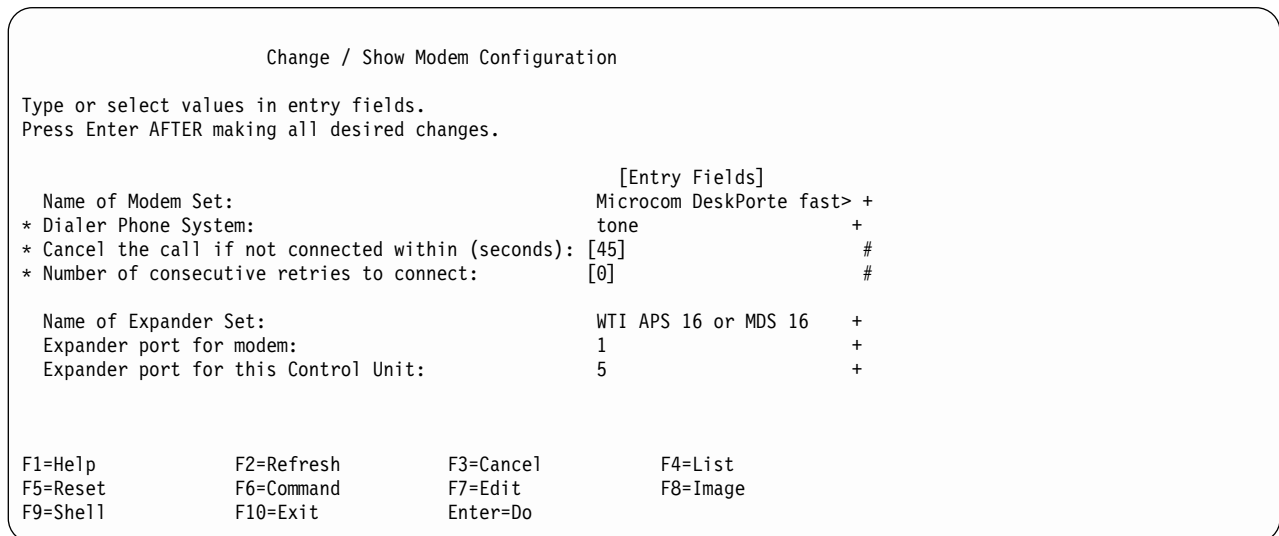 Change / Show Modem Configuration
Type or select values in entry fields.
Press Enter AFTER making all desired changes.
[Entry Fields]
Name of Modem Set: Microcom DeskPorte fast> +
* Dialer Phone System: tone +
* Cancel the call if not connected within (seconds): [45] #
* Number of consecutive retries to connect: [0] #
Name of Expander Set: WTI APS 16 or MDS 16 +
Expander port for modem: 1 +
Expander port for this Control Unit: 5 +
F1=Help F2=Refresh F3=Cancel F4=List
F5=Reset F6=Command F7=Edit F8=Image
F9=Shell F10=Exit Enter=Do